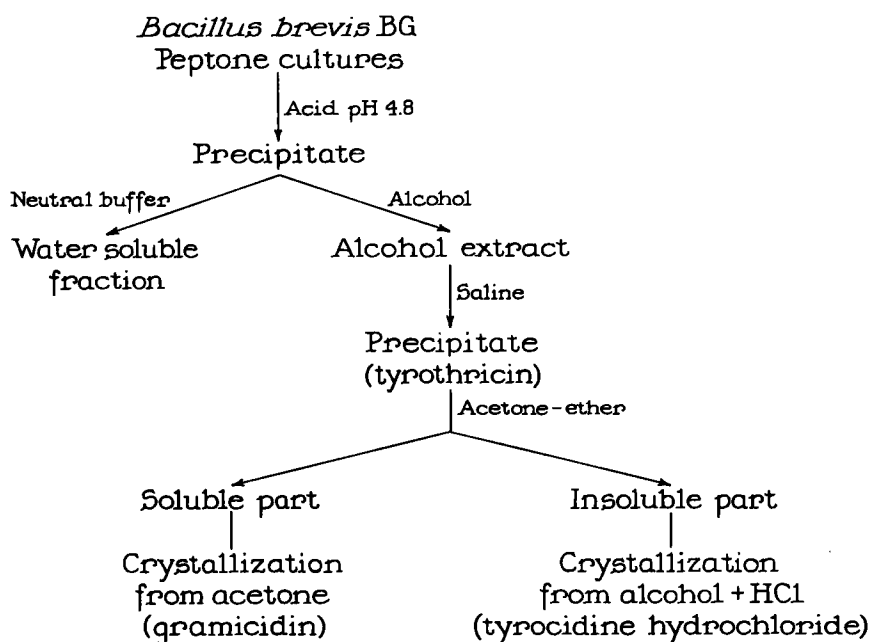 Bacillus brevis BG
Peptone cultures
Acid pH 4.8
Precipitate
Neutral buffer
Alcohol
Water soluble
fraction
Alcohol extract
Saline
Precipitate
(tyrothricin)
Acetone-ether
Soluble part
Insoluble part
Crystallization
from acetone
(gramicidin)
Crystallization
from alcohol + HCl
(tyrocidine hydrochloride)